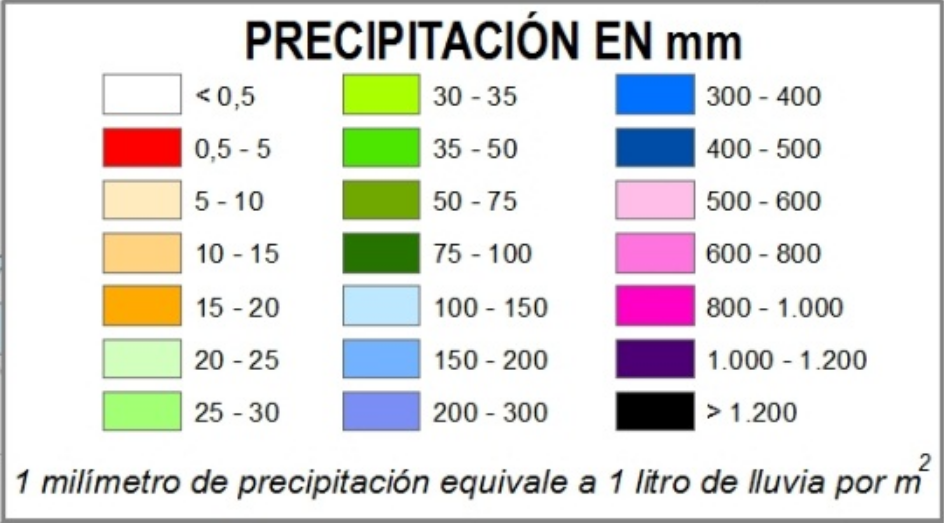 PRECIPITACIÓN EN mm
< 0,5
0,5 - 5
5 - 10
10 - 15
15 - 20
20 - 25
25 - 30
30 - 35
35 - 50
50 - 75
75 - 100
100 - 150
150 - 200
200 - 300
300 - 400
400 - 500
500 - 600
600 - 800
800 - 1.000
1.000 - 1.200
> 1.200
1 milímetro de precipitación equivale a 1 litro de lluvia por m²